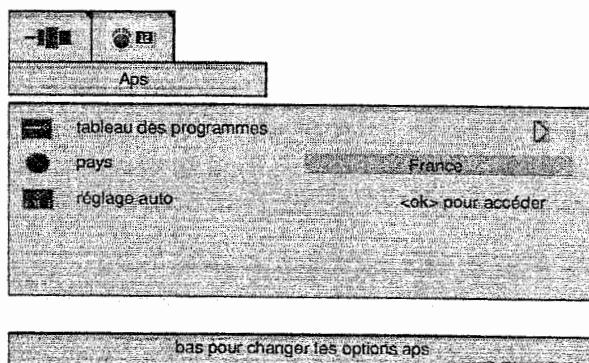 Aps
tableau des programmes
pays France
réglage auto <ok> pour accéder
bas pour changer les options aps